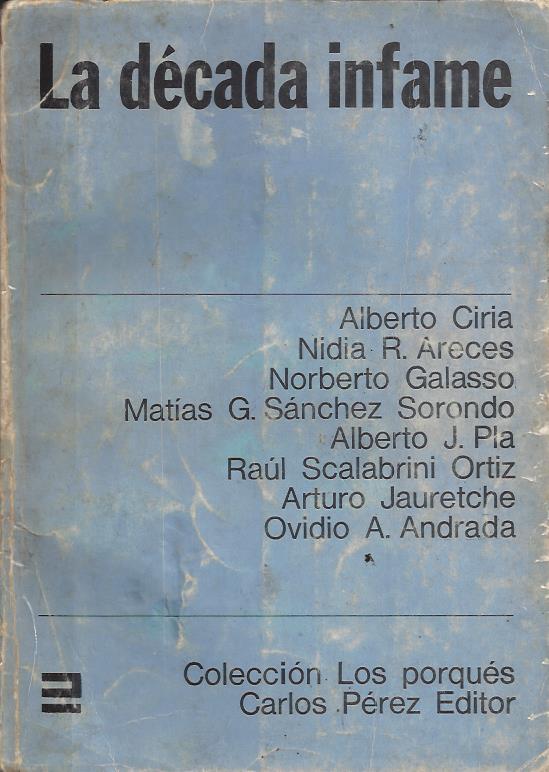 La década infame
Alberto Ciria
Nidia R. Areces
Norberto Galasso
Matías G. Sánchez Sorondo
Alberto J. Pla
Raúl Scalabrini Ortiz
Arturo Jauretche
Ovidio A. Andrada
Colección Los porqués
Carlos Pérez Editor